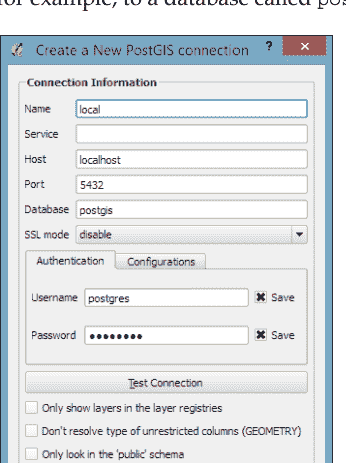 for example, to a database called pos
Create a New PostGIS connection ?
Connection Information
Name local
Service
Host localhost
Port 5432
Database postgis
SSL mode disable
Authentication Configurations
Username postgres Save
Password •••••••• Save
Test Connection
Only show layers in the layer registries
Don't resolve type of unrestricted columns (GEOMETRY)
Only look in the 'public' schema